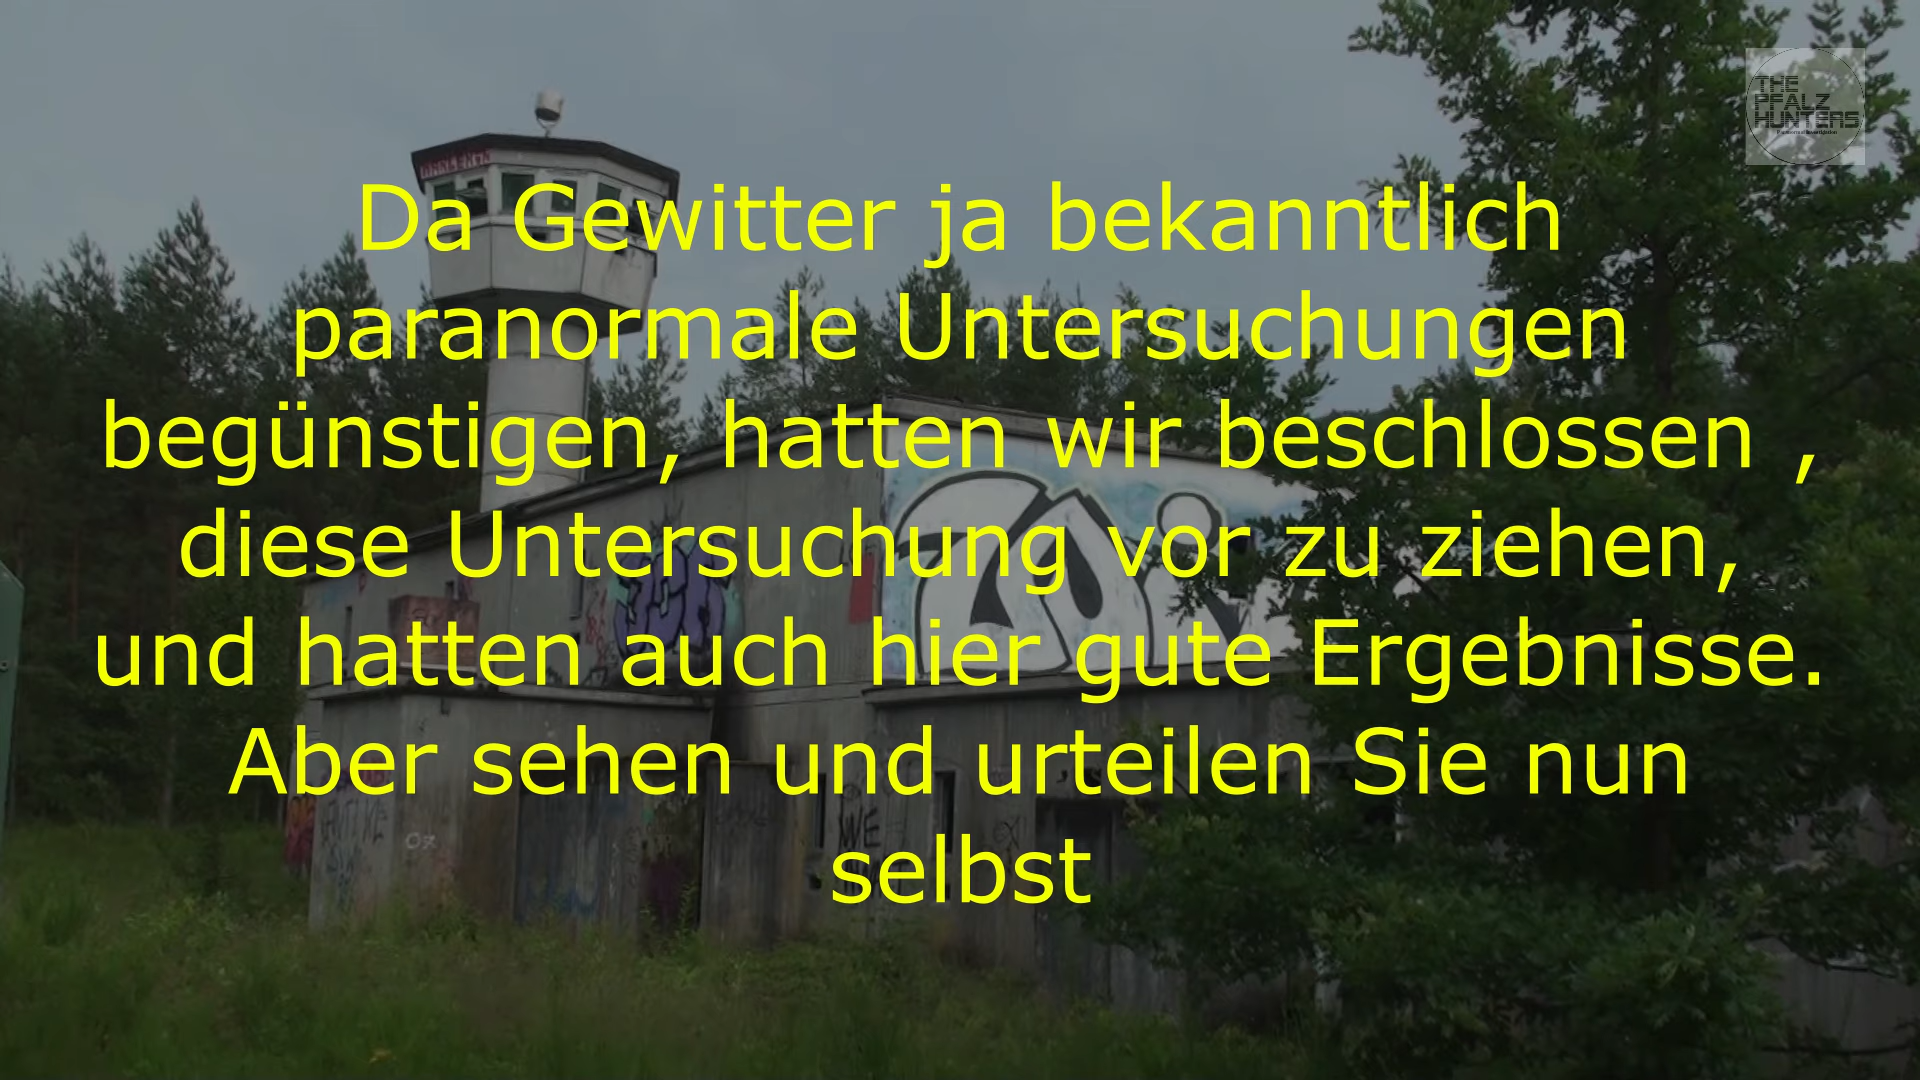 THE
PFALZ
HUNTERS
Da Gewitter ja bekanntlich
paranormale Untersuchungen
begünstigen, hatten wir beschlossen ,
diese Untersuchung vor zu ziehen,
und hatten auch hier gute Ergebnisse.
Aber sehen und urteilen Sie nun
selbst
WE